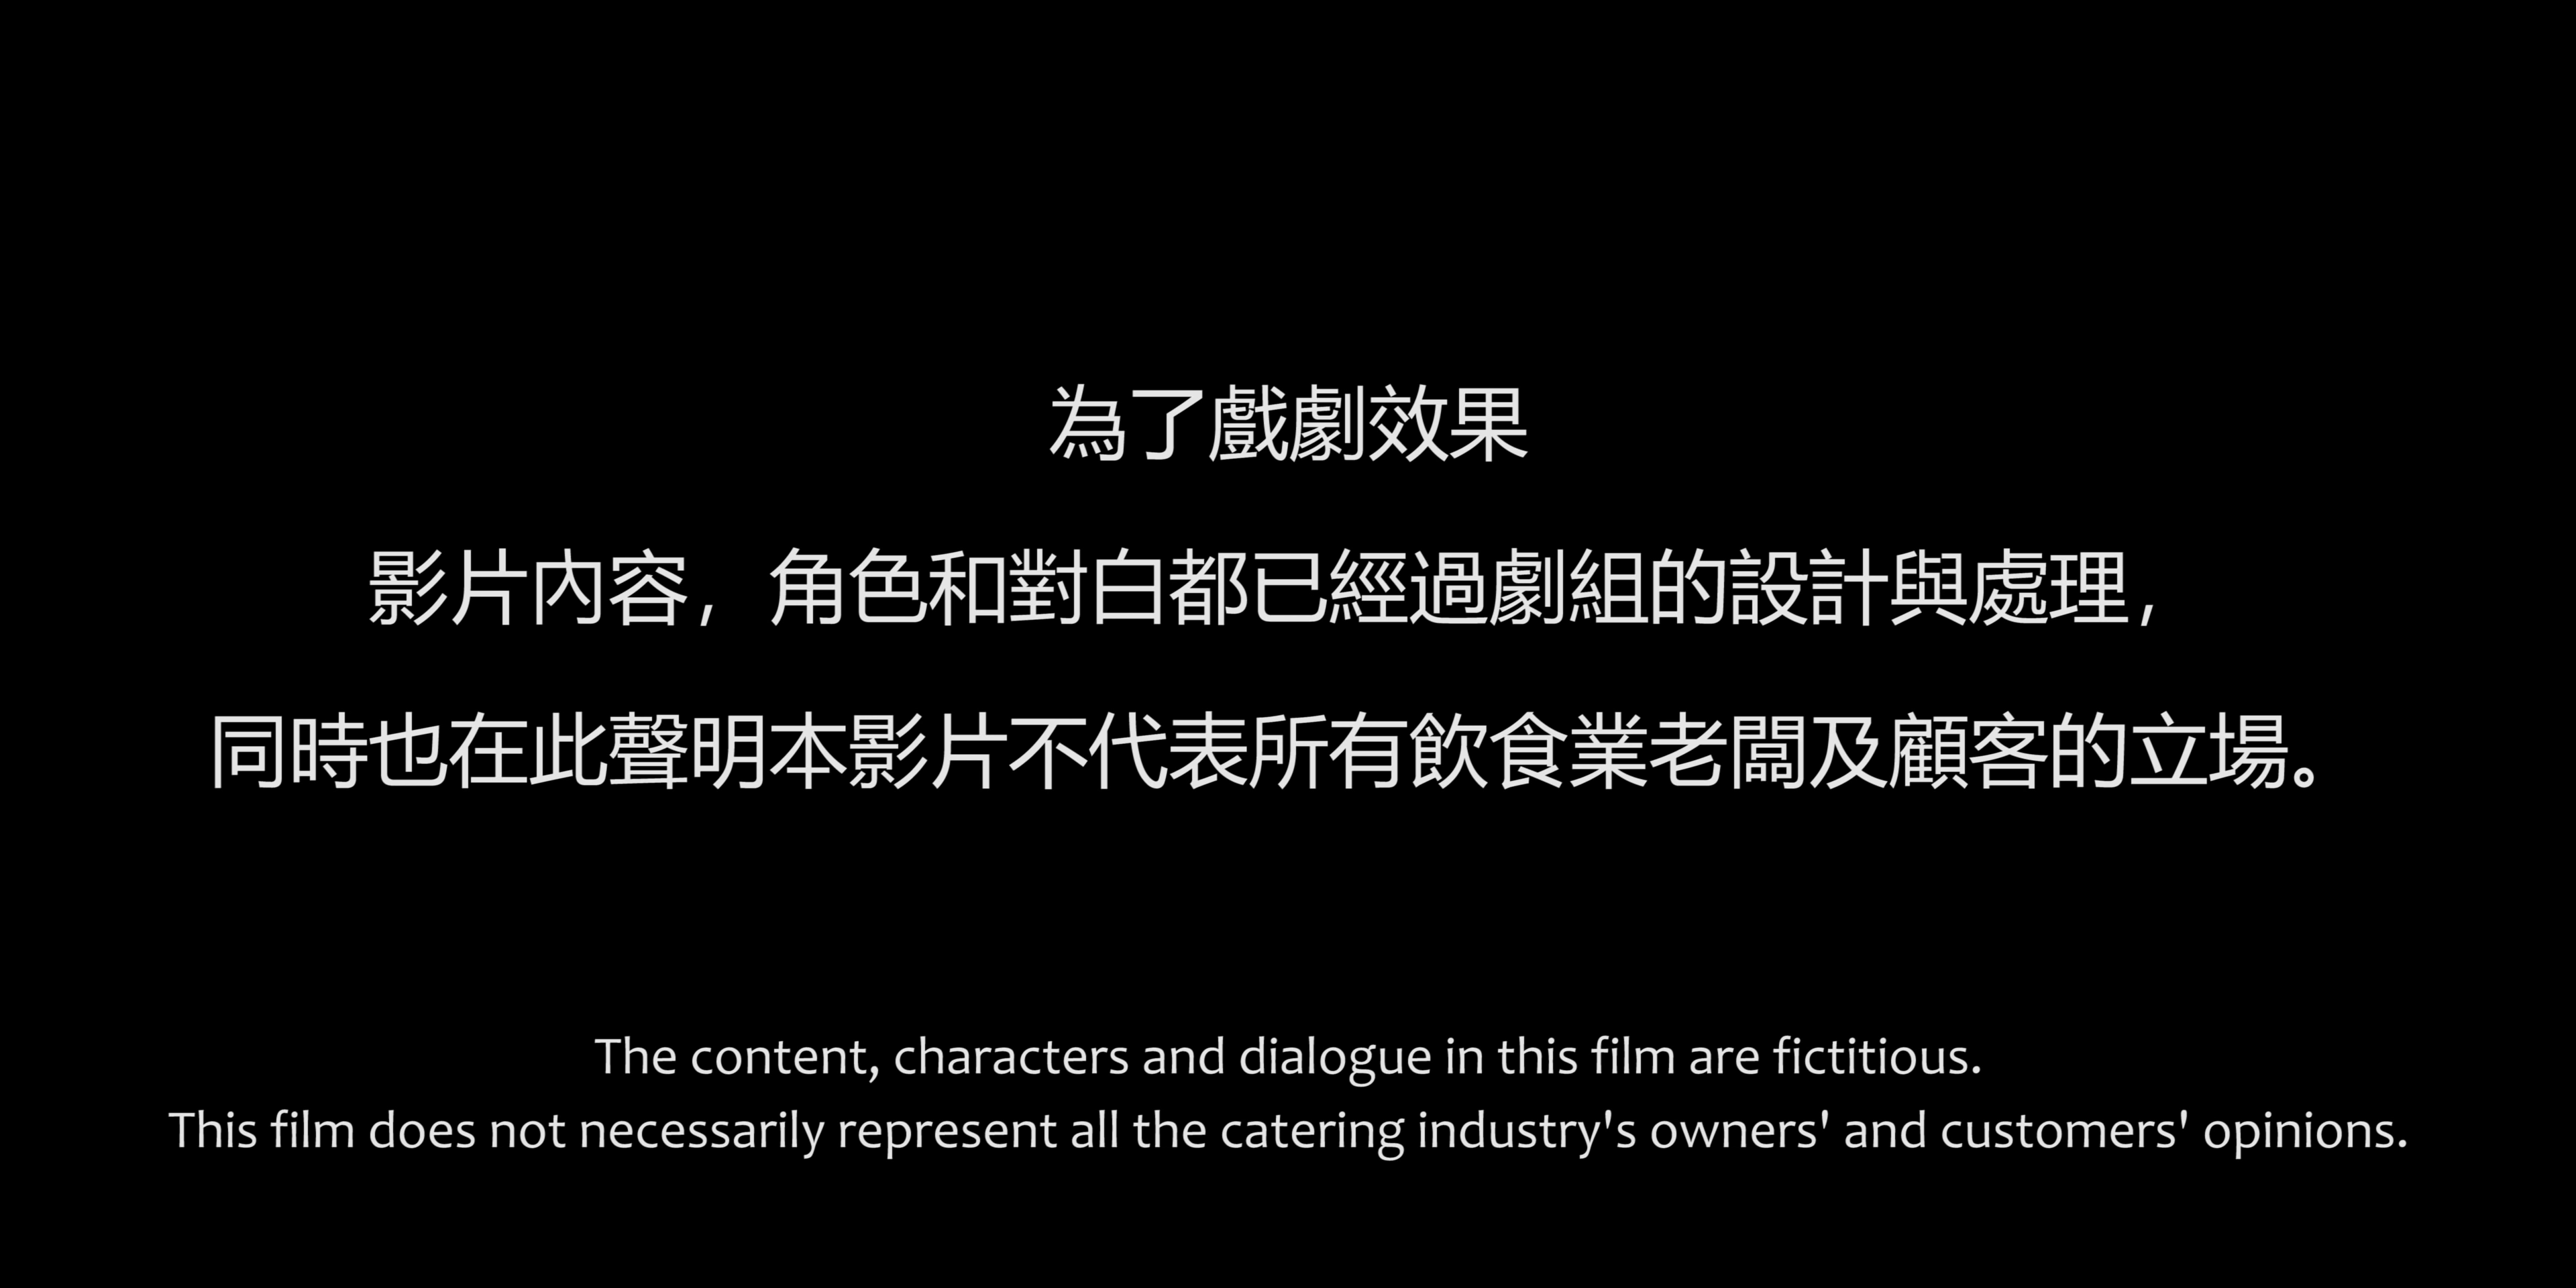 為了戲劇效果
影片內容，角色和對白都已經過劇組的設計與處理，
同時也在此聲明本影片不代表所有飲食業老闆及顧客的立場。
The content, characters and dialogue in this film are fictitious.
This film does not necessarily represent all the catering industry's owners' and customers' opinions.